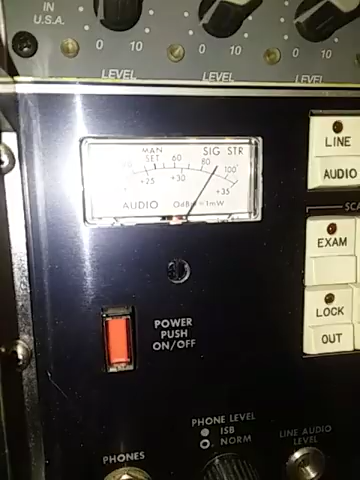 IN
U.S.A.
0 10
0 10
0 10
LEVEL
LEVEL
LEVEL
MAN
SET
60
80
SIG STR
100
+25
+30
+35
AUDIO
0dBm = 1mW
LINE
AUDIO
SCA
EXAM
LOCK
OUT
POWER
PUSH
ON/OFF
PHONE LEVEL
ISB
NORM
LINE AUDIO
LEVEL
PHONES